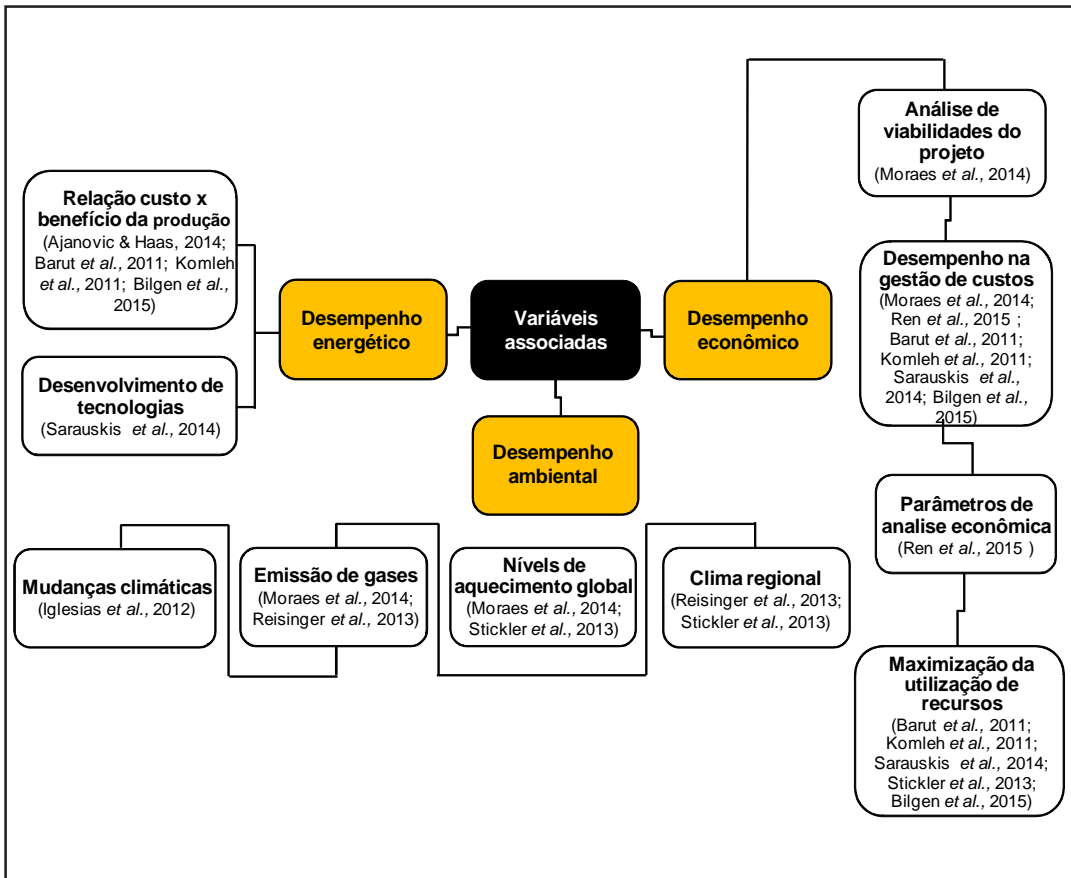 Relação custo x
benefício da produção
(Ajanovic & Haas, 2014;
Barut et al., 2011; Komleh
et al., 2011; Bilgen et al.,
2015)
Desenvolvimento de
tecnologias
(Sarauskis et al., 2014)
Desempenho
energético
Variáveis
associadas
Desempenho
econômico
Desempenho
ambiental
Análise de
viabilidades do
projeto
(Moraes et al., 2014)
Desempenho na
gestão de custos
(Moraes et al., 2014;
Ren et al., 2015 ;
Barut et al., 2011;
Komleh et al., 2011;
Sarauskis et al.,
2014; Bilgen et al.,
2015)
Parâmetros de
analise econômica
(Ren et al., 2015 )
Maximização da
utilização de
recursos
(Barut et al., 2011;
Komleh et al., 2011;
Sarauskis et al., 2014;
Stickler et al., 2013;
Bilgen et al., 2015)
Mudanças climáticas
(Iglesias et al., 2012)
Emissão de gases
(Moraes et al., 2014;
Reisinger et al., 2013)
Nívels de
aquecimento global
(Moraes et al., 2014;
Stickler et al., 2013)
Clima regional
(Reisinger et al., 2013;
Stickler et al., 2013)